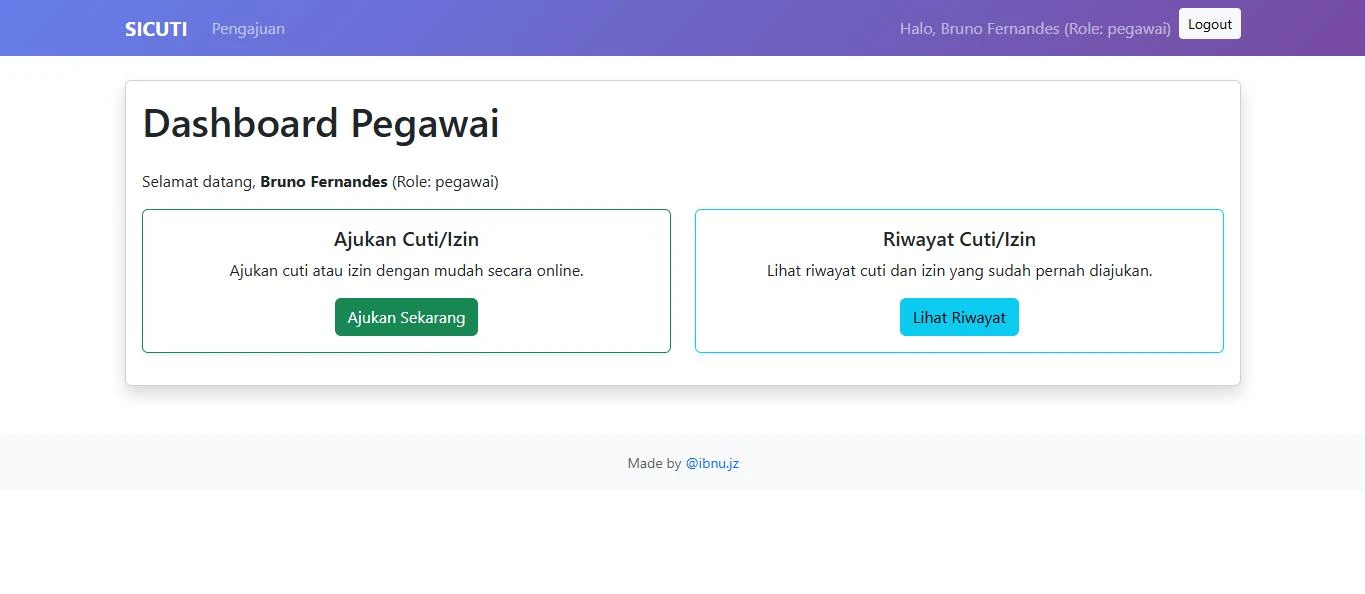 SICUTI Pengajuan Halo, Bruno Fernandes (Role: pegawai) Logout
Dashboard Pegawai
Selamat datang, Bruno Fernandes (Role: pegawai)
Ajukan Cuti/Izin
Ajukan cuti atau izin dengan mudah secara online.
Ajukan Sekarang
Riwayat Cuti/Izin
Lihat riwayat cuti dan izin yang sudah pernah diajukan.
Lihat Riwayat
Made by @ibnu.jz